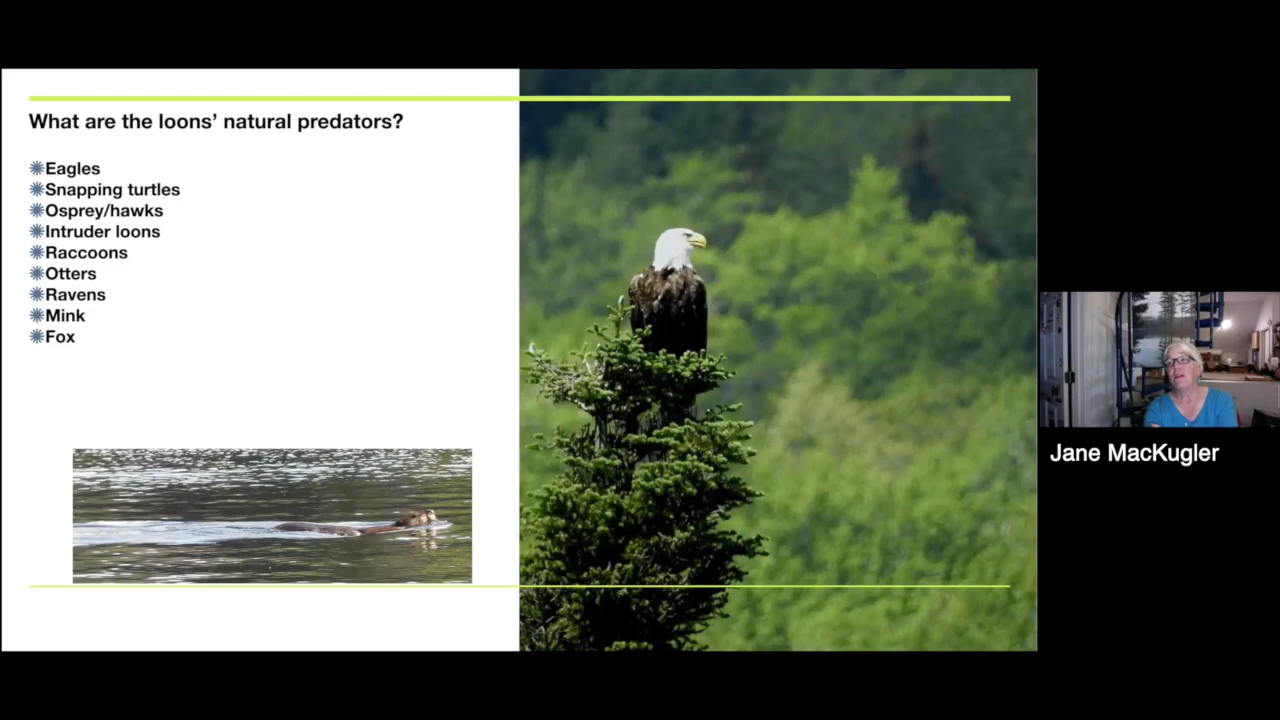 What are the loons’ natural predators?
Eagles
Snapping turtles
Osprey/hawks
Intruder loons
Raccoons
Otters
Ravens
Mink
Fox
Jane MacKugler